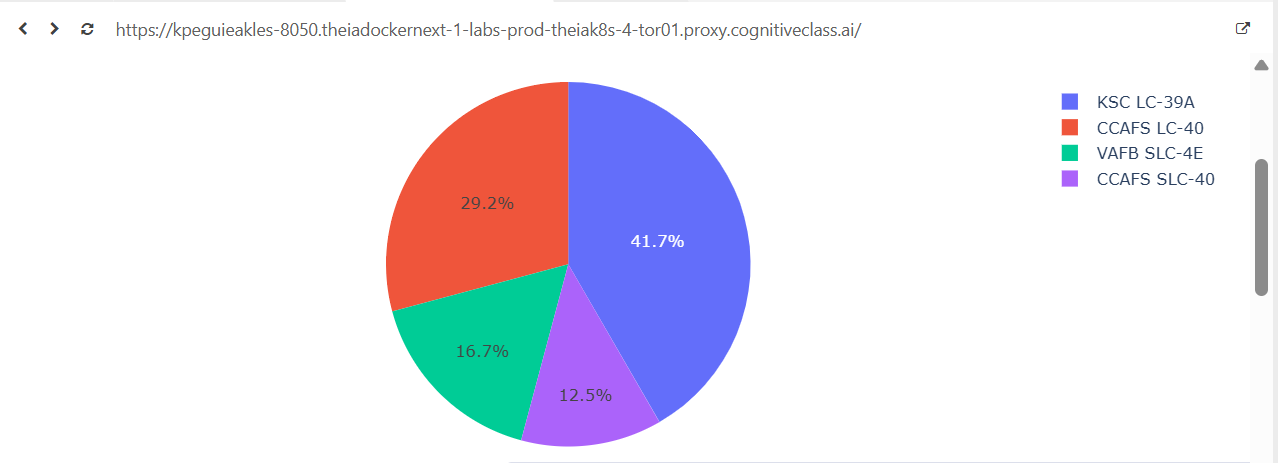 https://kpeguieakles-8050.theiadockernext-1-labs-prod-theiak8s-4-tor01.proxy.cognitiveclass.ai/
KSC LC-39A
CCAFS LC-40
VAFB SLC-4E
CCAFS SLC-40
29.2%
41.7%
16.7%
12.5%